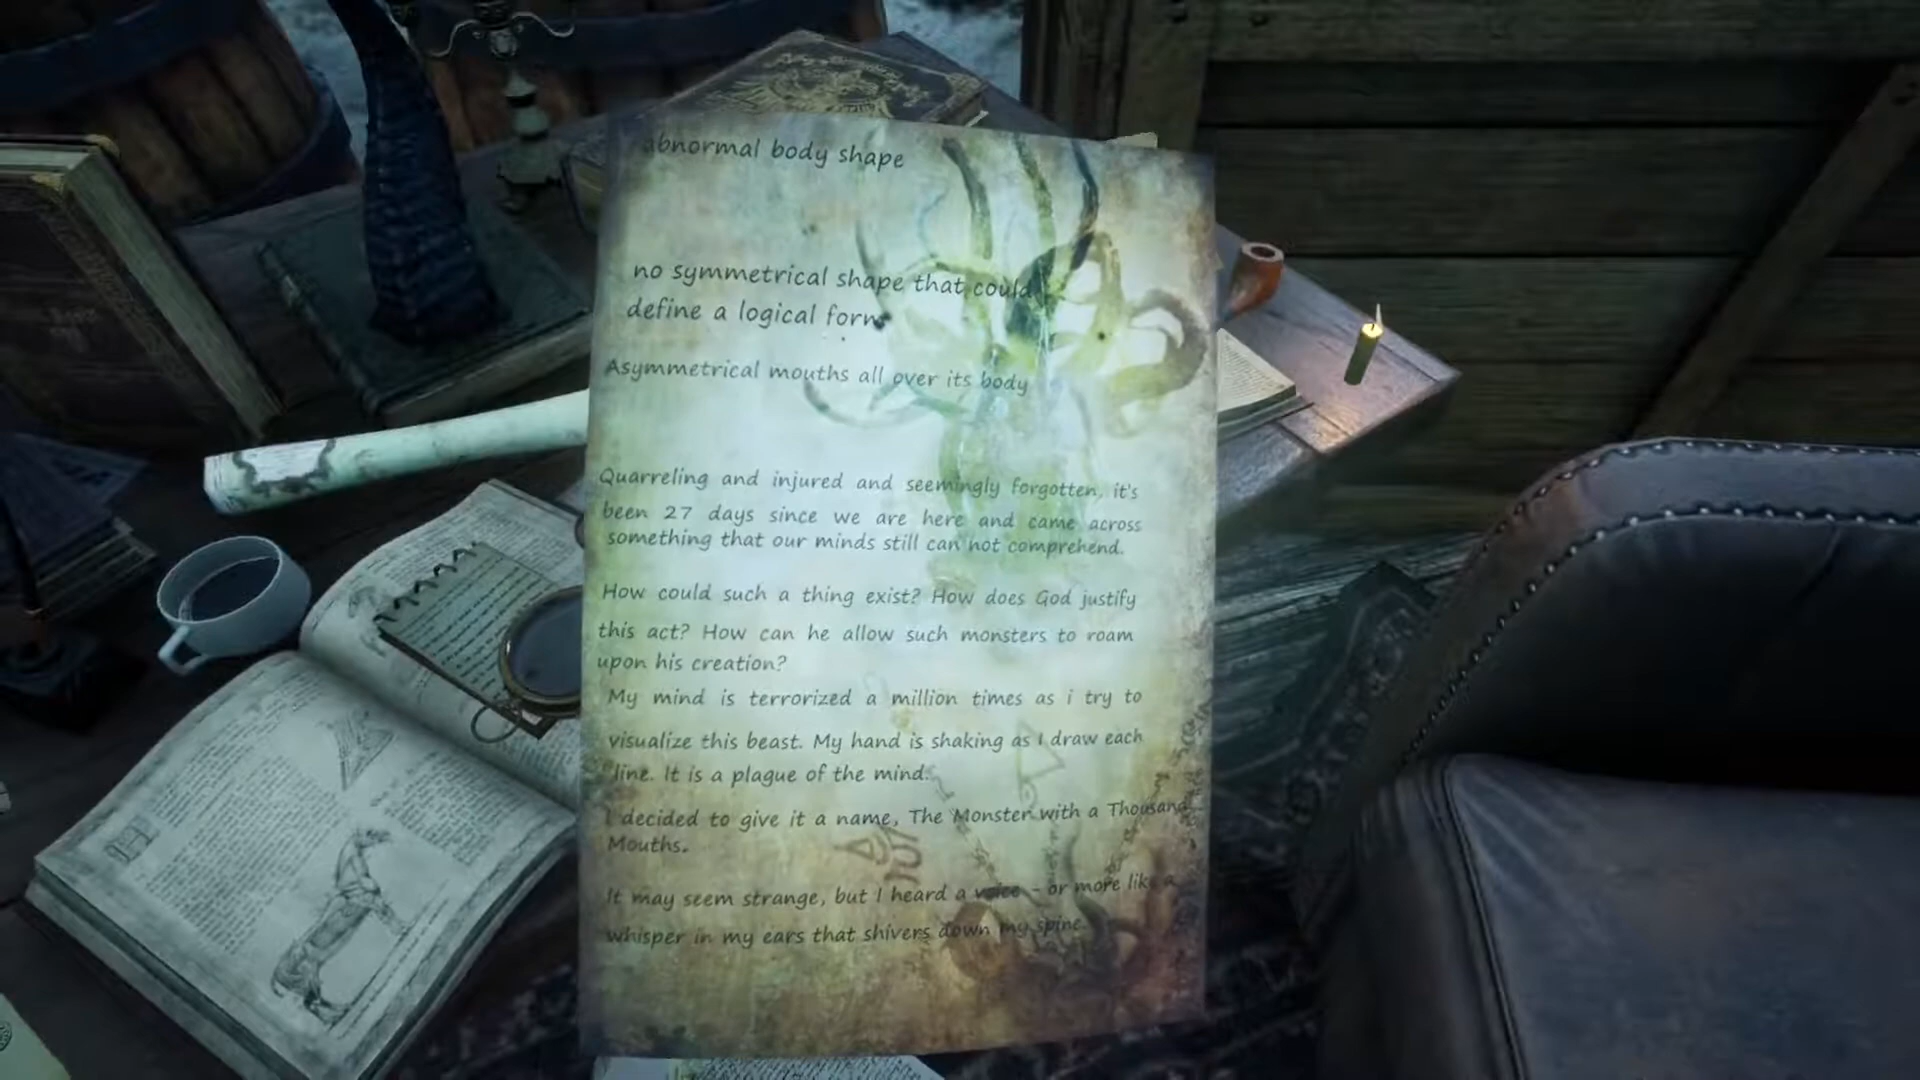 abnormal body shape
no symmetrical shape that could
define a logical form
Asymmetrical mouths all over its body
Quarreling and injured and seemingly forgotten, it's
been 27 days since we are here and came across
something that our minds still can not comprehend.
How could such a thing exist? How does God justify
this act? How can he allow such monsters to roam
upon his creation?
My mind is terrorized a million times as i try to
visualize this beast. My hand is shaking as I draw each
line. It is a plague of the mind.
I decided to give it a name, The Monster with a Thousand
Mouths.
It may seem strange, but I heard a voice - or more like a
whisper in my ears that shivers down my spine.